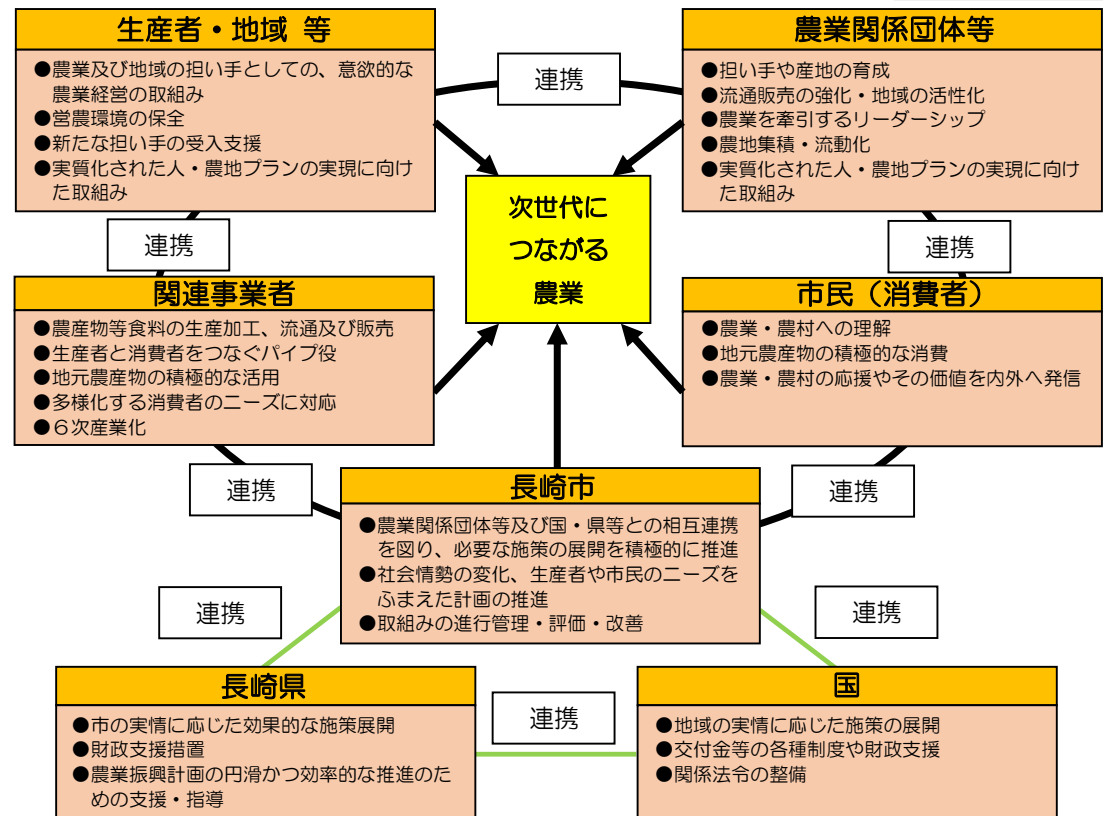 生産者・地域 等
●農業及び地域の担い手としての、意欲的な
農業経営の取組み
●営農環境の保全
●新たな担い手の受入支援
●実質化された人・農地プランの実現に向け
た取組み
連携
農業関係団体等
●担い手や産地の育成
●流通販売の強化・地域の活性化
●農業を牽引するリーダーシップ
●農地集積・流動化
●実質化された人・農地プランの実現に向け
た取組み
次世代に
つながる
農業
連携
連携
関連事業者
●農産物等食料の生産加工、流通及び販売
●生産者と消費者をつなぐパイプ役
●地元農産物の積極的な活用
●多様化する消費者のニーズに対応
●6次産業化
市民（消費者）
●農業・農村への理解
●地元農産物の積極的な消費
●農業・農村の応援やその価値を内外へ発信
連携
連携
長崎市
●農業関係団体等及び国・県等との相互連携
を図り、必要な施策の展開を積極的に推進
●社会情勢の変化、生産者や市民のニーズを
ふまえた計画の推進
●取組みの進行管理・評価・改善
連携
連携
長崎県
●市の実情に応じた効果的な施策展開
●財政支援措置
●農業振興計画の円滑かつ効率的な推進のた
めの支援・指導
連携
国
●地域の実情に応じた施策の展開
●交付金等の各種制度や財政支援
●関係法令の整備